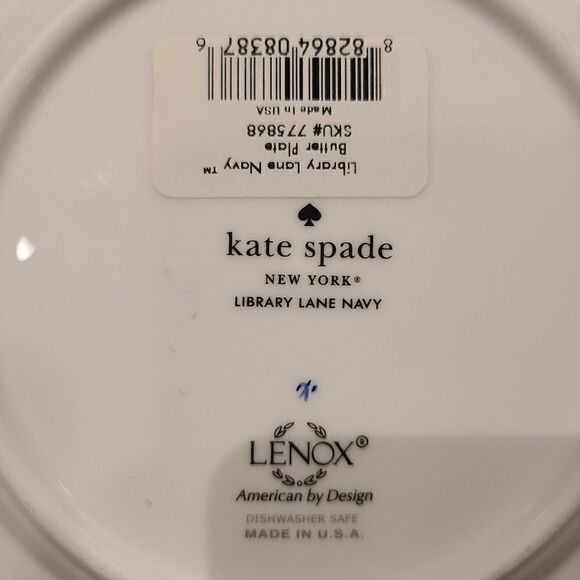 Library Lane Navy ™
Butter Plate
SKU# 775868
Made In USA
8 82864 08387 6
kate spade
NEW YORK®
LIBRARY LANE NAVY
LENOX®
American by Design
DISHWASHER SAFE
MADE IN U.S.A.